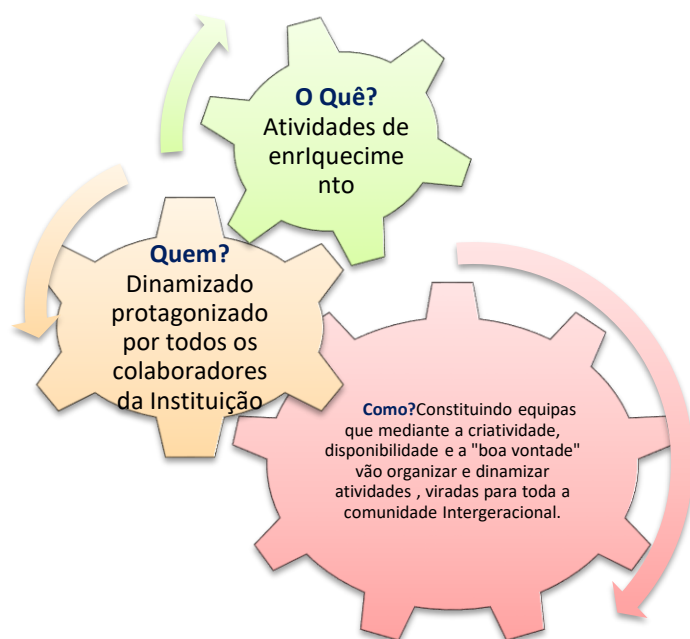 O Quê?
Atividades de
enrIquecime
nto
Quem?
Dinamizado
protagonizado
por todos os
colaboradores
da Instituição
Como?Constituindo equipas
que mediante a criatividade,
disponibilidade e a "boa vontade"
vão organizar e dinamizar
atividades , viradas para toda a
comunidade Intergeracional.